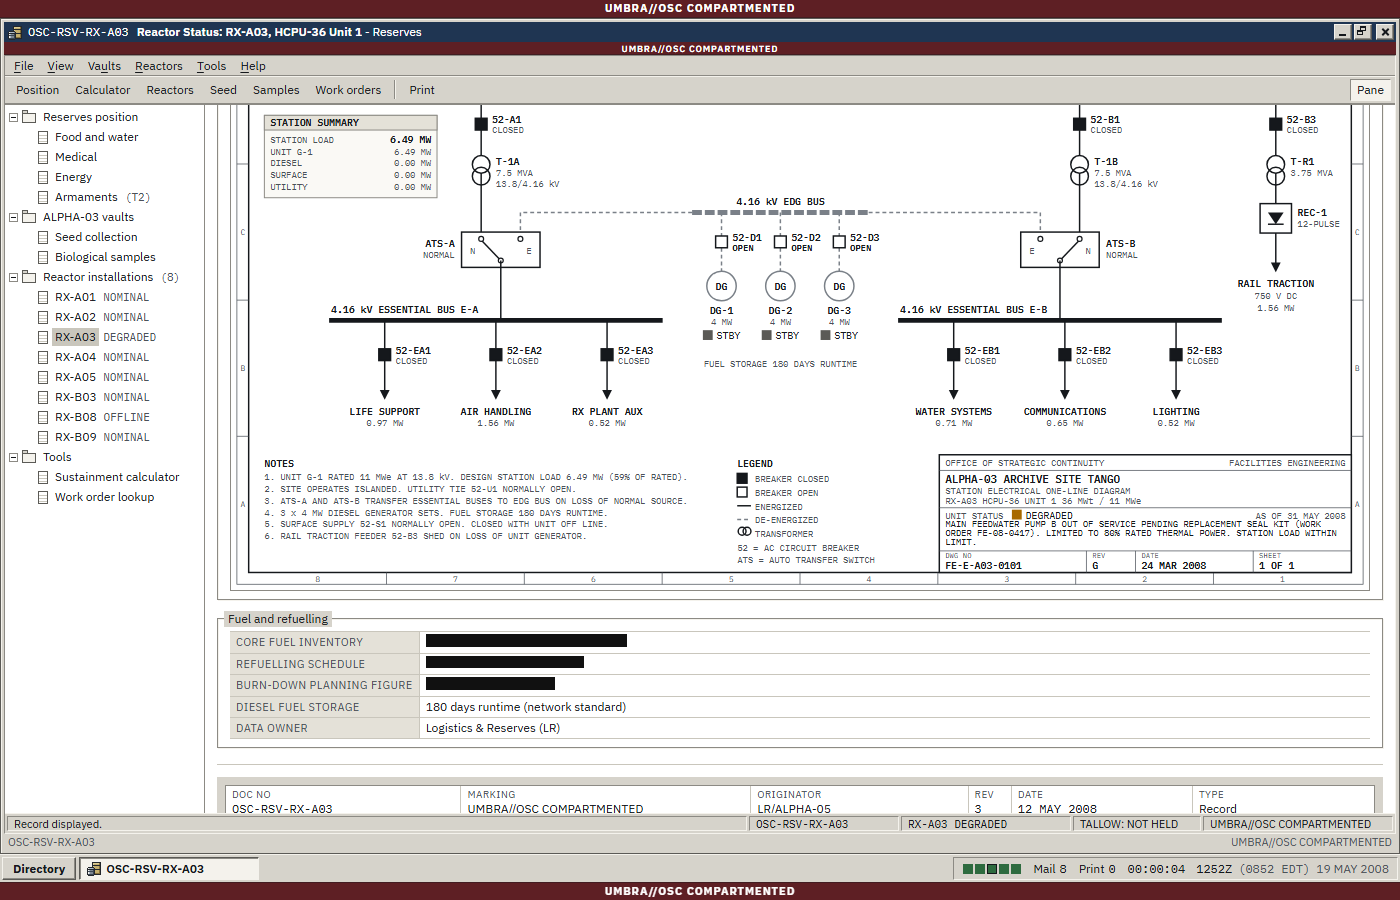 UMBRA//OSC COMPARTMENTED
OSC-RSV-RX-A03 Reactor Status: RX-A03, HCPU-36 Unit 1 - Reserves
UMBRA//OSC COMPARTMENTED
File View Vaults Reactors Tools Help
Position Calculator Reactors Seed Samples Work orders Print Pane
Reserves position
Food and water
Medical
Energy
Armaments (T2)
ALPHA-03 vaults
Seed collection
Biological samples
Reactor installations (8)
RX-A01 NOMINAL
RX-A02 NOMINAL
RX-A03 DEGRADED
RX-A04 NOMINAL
RX-A05 NOMINAL
RX-B03 NOMINAL
RX-B08 OFFLINE
RX-B09 NOMINAL
Tools
Sustainment calculator
Work order lookup
STATION SUMMARY
STATION LOAD 6.49 MW
UNIT G-1 6.49 MW
DIESEL 0.00 MW
SURFACE 0.00 MW
UTILITY 0.00 MW
52-A1
CLOSED
T-1A
7.5 MVA
13.8/4.16 kV
52-B1
CLOSED
T-1B
7.5 MVA
13.8/4.16 kV
52-B3
CLOSED
T-R1
3.75 MVA
REC-1
12-PULSE
RAIL TRACTION
750 V DC
1.56 MW
4.16 kV EDG BUS
ATS-A
NORMAL
N E
52-D1
OPEN
52-D2
OPEN
52-D3
OPEN
E N
ATS-B
NORMAL
DG DG DG
DG-1
4 MW
STBY
DG-2
4 MW
STBY
DG-3
4 MW
STBY
FUEL STORAGE 180 DAYS RUNTIME
4.16 kV ESSENTIAL BUS E-A
52-EA1
CLOSED
52-EA2
CLOSED
52-EA3
CLOSED
LIFE SUPPORT
0.97 MW
AIR HANDLING
1.56 MW
RX PLANT AUX
0.52 MW
4.16 kV ESSENTIAL BUS E-B
52-EB1
CLOSED
52-EB2
CLOSED
52-EB3
CLOSED
WATER SYSTEMS
0.71 MW
COMMUNICATIONS
0.65 MW
LIGHTING
0.52 MW
C C
B B
A A
NOTES
1. UNIT G-1 RATED 11 MWe AT 13.8 kV. DESIGN STATION LOAD 6.49 MW (59% OF RATED).
2. SITE OPERATES ISLANDED. UTILITY TIE 52-U1 NORMALLY OPEN.
3. ATS-A AND ATS-B TRANSFER ESSENTIAL BUSES TO EDG BUS ON LOSS OF NORMAL SOURCE.
4. 3 x 4 MW DIESEL GENERATOR SETS. FUEL STORAGE 180 DAYS RUNTIME.
5. SURFACE SUPPLY 52-S1 NORMALLY OPEN. CLOSED WITH UNIT OFF LINE.
6. RAIL TRACTION FEEDER 52-B3 SHED ON LOSS OF UNIT GENERATOR.
LEGEND
BREAKER CLOSED
BREAKER OPEN
ENERGIZED
DE-ENERGIZED
TRANSFORMER
52 = AC CIRCUIT BREAKER
ATS = AUTO TRANSFER SWITCH
OFFICE OF STRATEGIC CONTINUITY FACILITIES ENGINEERING
ALPHA-03 ARCHIVE SITE TANGO
STATION ELECTRICAL ONE-LINE DIAGRAM
RX-A03 HCPU-36 UNIT 1 36 MWt / 11 MWe
UNIT STATUS DEGRADED AS OF 31 MAY 2008
MAIN FEEDWATER PUMP B OUT OF SERVICE PENDING REPLACEMENT SEAL KIT (WORK
ORDER FE-08-0417). LIMITED TO 80% RATED THERMAL POWER. STATION LOAD WITHIN
LIMIT.
DWG NO REV DATE SHEET
FE-E-A03-0101 G 24 MAR 2008 1 OF 1
8 7 6 5 4 3 2 1
Fuel and refuelling
CORE FUEL INVENTORY
REFUELLING SCHEDULE
BURN-DOWN PLANNING FIGURE
DIESEL FUEL STORAGE 180 days runtime (network standard)
DATA OWNER Logistics & Reserves (LR)
DOC NO MARKING ORIGINATOR REV DATE TYPE
OSC-RSV-RX-A03 UMBRA//OSC COMPARTMENTED LR/ALPHA-05 3 12 MAY 2008 Record
Record displayed. OSC-RSV-RX-A03 RX-A03 DEGRADED TALLOW: NOT HELD UMBRA//OSC COMPARTMENTED
OSC-RSV-RX-A03 UMBRA//OSC COMPARTMENTED
Directory OSC-RSV-RX-A03 Mail 8 Print 0 00:00:04 1252Z (0852 EDT) 19 MAY 2008
UMBRA//OSC COMPARTMENTED